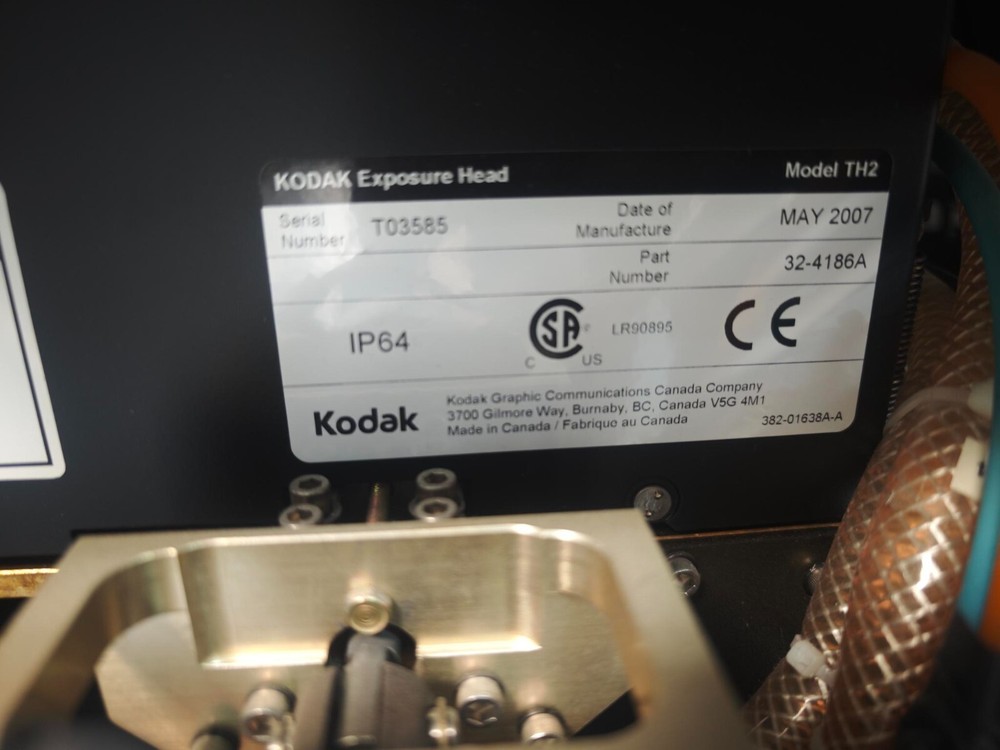 KODAK Exposure Head Model TH2
Serial Number T03585 Date of Manufacture MAY 2007
Part Number 32-4186A
IP64 CSA C US LR90895 CE
Kodak
Kodak Graphic Communications Canada Company
3700 Gilmore Way, Burnaby, BC, Canada V5G 4M1
Made in Canada / Fabriquo au Canada 382-01638A-A